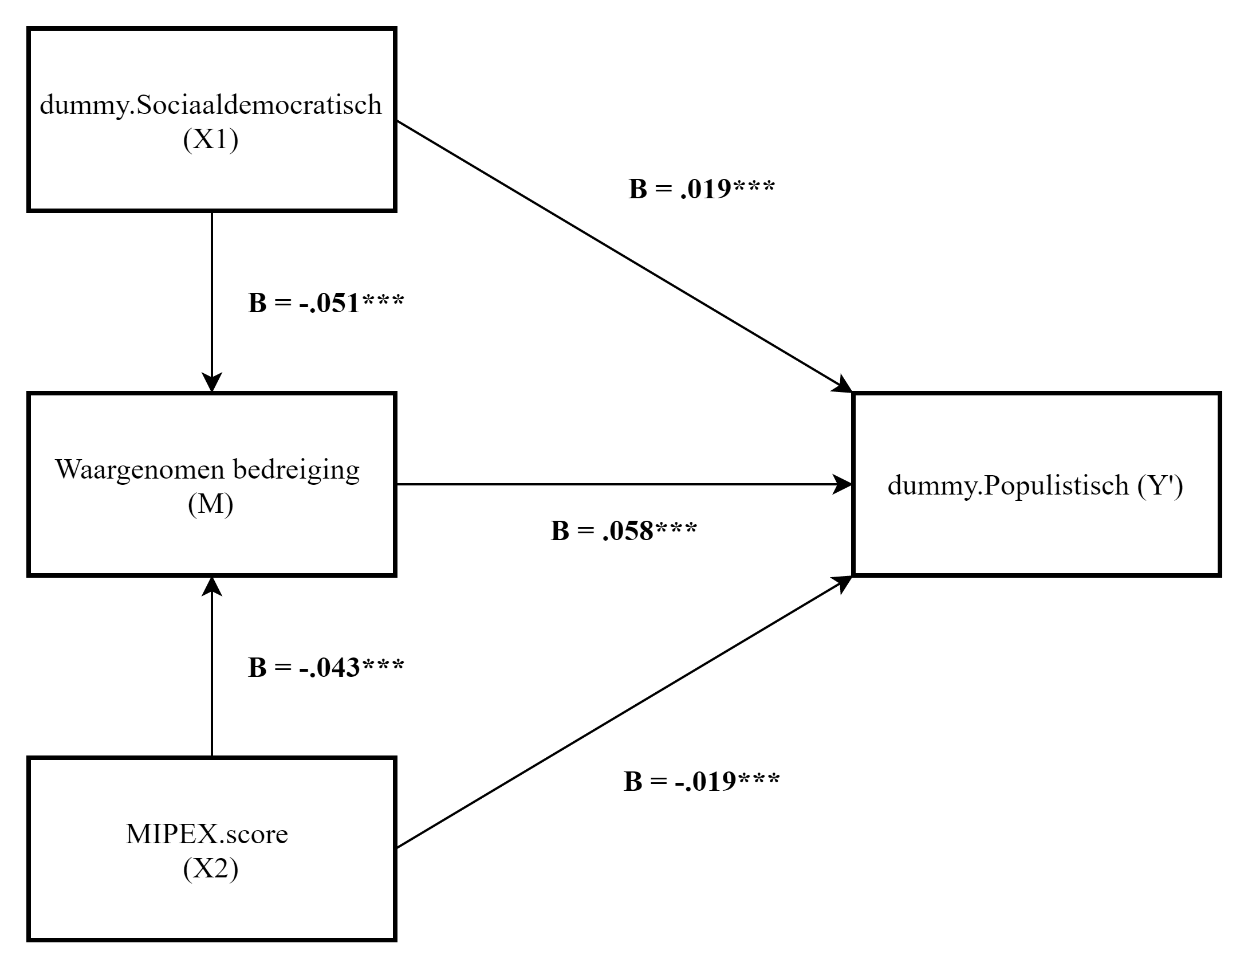 dummy.Sociaaldemocratisch
(X1)
B = .019***
B = -.051***
Waargenomen bedreiging
(M)
dummy.Populistisch (Y')
B = .058***
B = -.043***
B = -.019***
MIPEX.score
(X2)